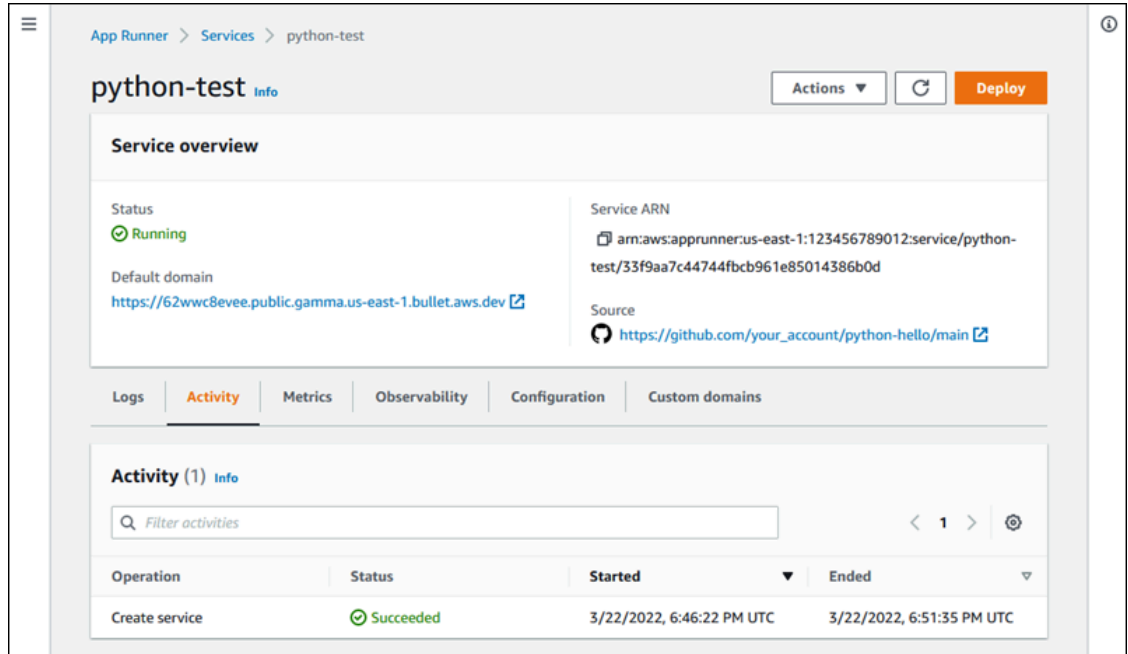 App Runner > Services > python-test
python-test Info
Actions
Deploy
Service overview
Status
Running
Default domain
https://62wwc8evee.public.gamma.us-east-1.bullet.aws.dev
Service ARN
arn:aws:apprunner:us-east-1:123456789012:service/python-
test/33f9aa7c44744fbcb961e85014386b0d
Source
https://github.com/your_account/python-hello/main
Logs Activity Metrics Observability Configuration Custom domains
Activity (1) Info
Filter activities
< 1 >
Operation Status Started Ended
Create service Succeeded 3/22/2022, 6:46:22 PM UTC 3/22/2022, 6:51:35 PM UTC